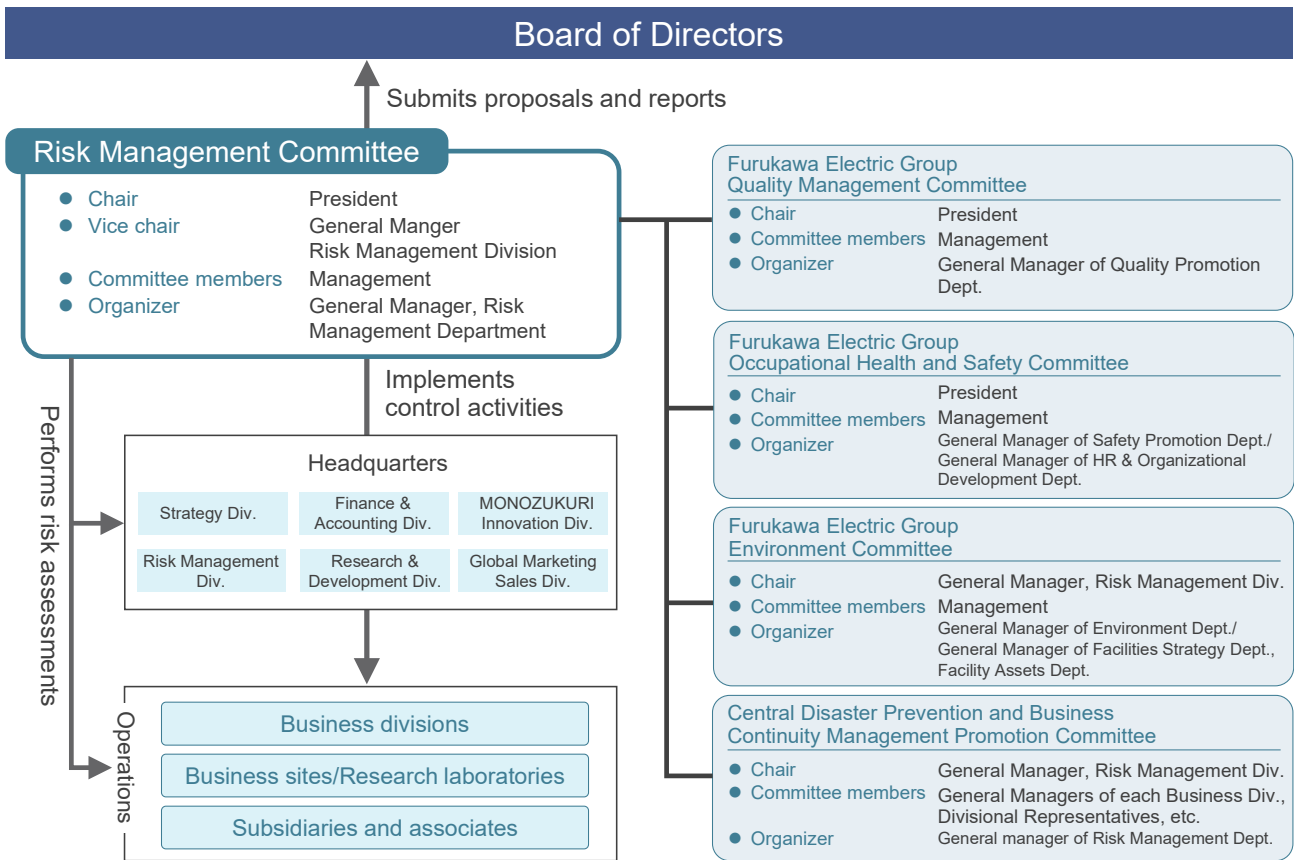 Board of Directors
Submits proposals and reports
Risk Management Committee
Chair
President
Vice chair
General Manger
Risk Management Division
Committee members
Management
Organizer
General Manager, Risk
Management Department
Implements
control activities
Performs risk assessments
Headquarters
Strategy Div.
Finance &
Accounting Div.
MONOZUKURI
Innovation Div.
Risk Management
Div.
Research &
Development Div.
Global Marketing
Sales Div.
Operations
Business divisions
Business sites/Research laboratories
Subsidiaries and associates
Furukawa Electric Group
Quality Management Committee
Chair
President
Committee members
Management
Organizer
General Manager of Quality Promotion
Dept.
Furukawa Electric Group
Occupational Health and Safety Committee
Chair
President
Committee members
Management
Organizer
General Manager of Safety Promotion Dept./
General Manager of HR & Organizational
Development Dept.
Furukawa Electric Group
Environment Committee
Chair
General Manager, Risk Management Div.
Committee members
Management
Organizer
General Manager of Environment Dept./
General Manager of Facilities Strategy Dept.,
Facility Assets Dept.
Central Disaster Prevention and Business
Continuity Management Promotion Committee
Chair
General Manager, Risk Management Div.
Committee members
General Managers of each Business Div.,
Divisional Representatives, etc.
Organizer
General manager of Risk Management Dept.